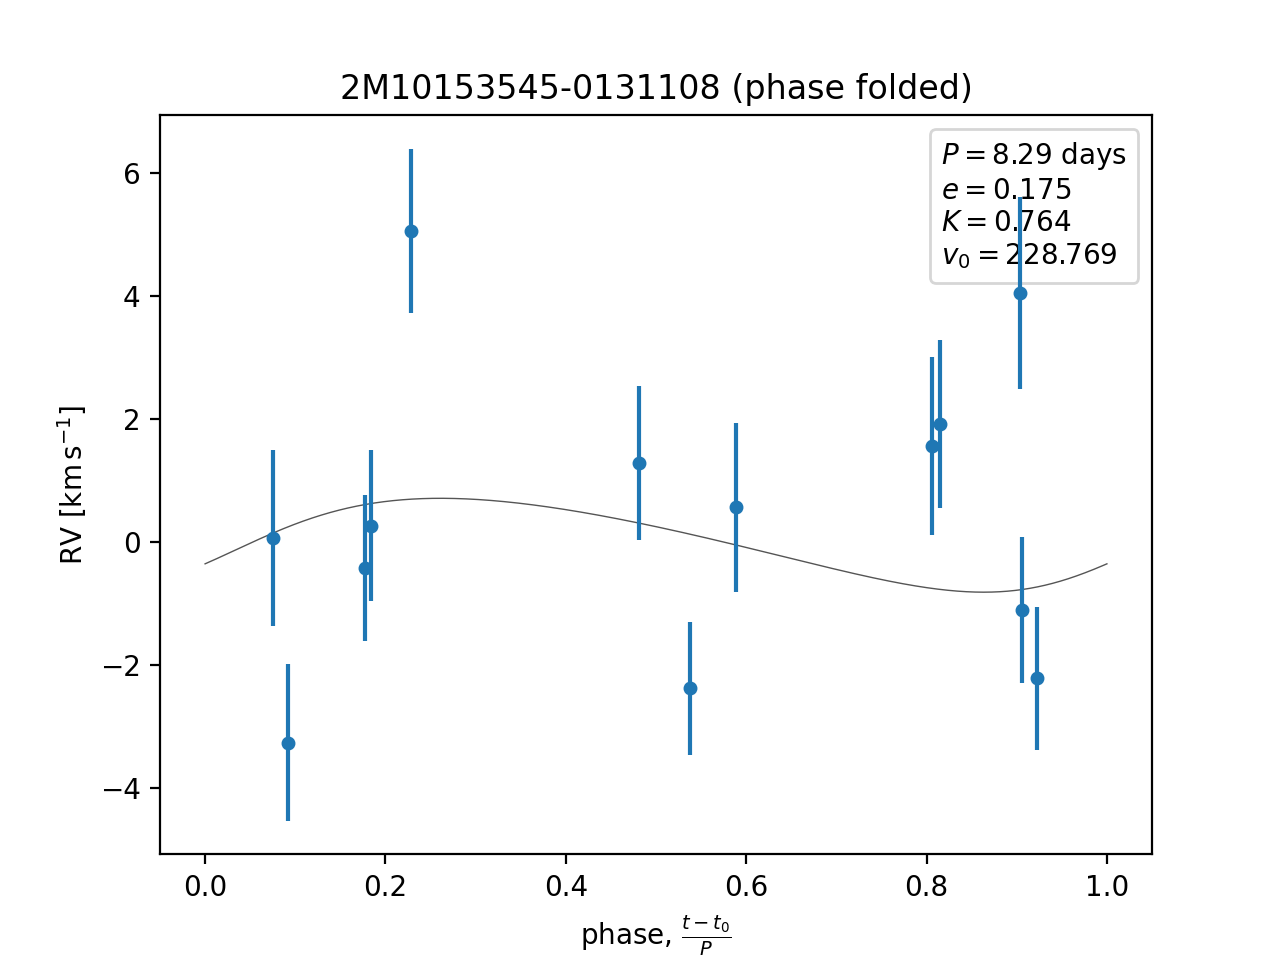 2M10153545-0131108 (phase folded)
P = 8.29 days
e = 0.175
K = 0.764
v₀ = 228.769
6
4
2
0
−2
−4
RV [km s⁻¹]
0.0 0.2 0.4 0.6 0.8 1.0
phase, (t − t₀)/P